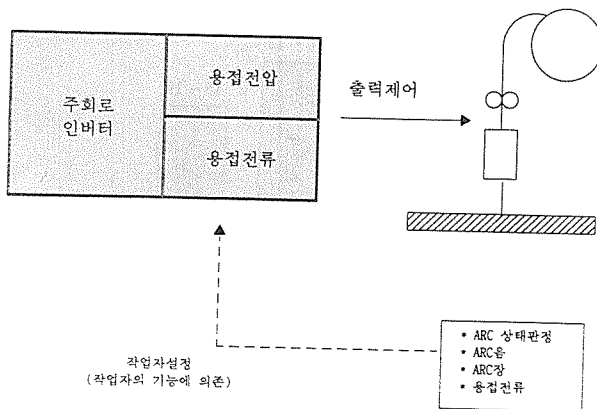 주회로
인버터
용접전압
용접전류
출력제어
작업자설정
(작업자의 기능에 의존)
* ARC 상태판정
* ARC음
* ARC장
* 용접전류